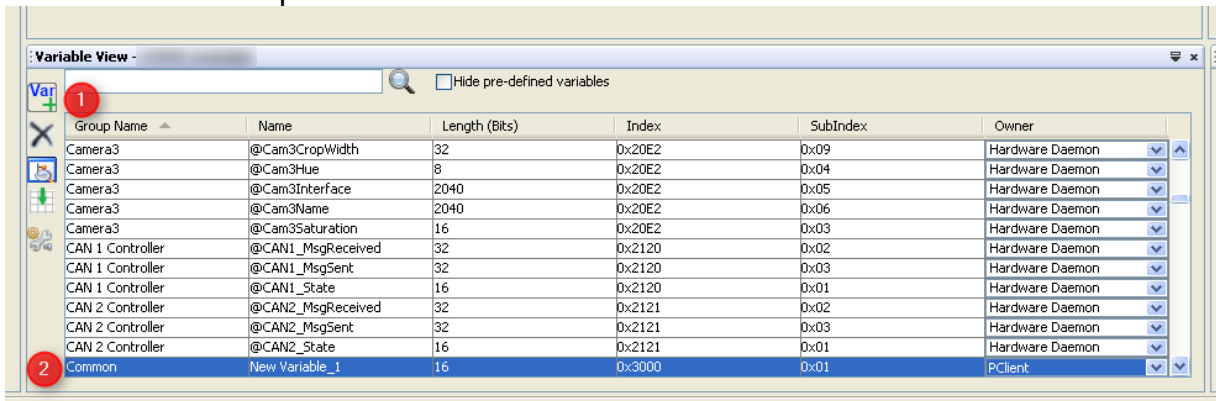 Variable View -
Var
1
Hide pre-defined variables
Group Name Name Length (Bits) Index SubIndex Owner
Camera3 @Cam3CropWidth 32 0x20E2 0x09 Hardware Daemon
Camera3 @Cam3Hue 8 0x20E2 0x04 Hardware Daemon
Camera3 @Cam3Interface 2040 0x20E2 0x05 Hardware Daemon
Camera3 @Cam3Name 2040 0x20E2 0x06 Hardware Daemon
Camera3 @Cam3Saturation 16 0x20E2 0x03 Hardware Daemon
CAN 1 Controller @CAN1_MsgReceived 32 0x2120 0x02 Hardware Daemon
CAN 1 Controller @CAN1_MsgSent 32 0x2120 0x03 Hardware Daemon
CAN 1 Controller @CAN1_State 16 0x2120 0x01 Hardware Daemon
CAN 2 Controller @CAN2_MsgReceived 32 0x2121 0x02 Hardware Daemon
CAN 2 Controller @CAN2_MsgSent 32 0x2121 0x03 Hardware Daemon
CAN 2 Controller @CAN2_State 16 0x2121 0x01 Hardware Daemon
2 Common New Variable_1 16 0x3000 0x01 PClient